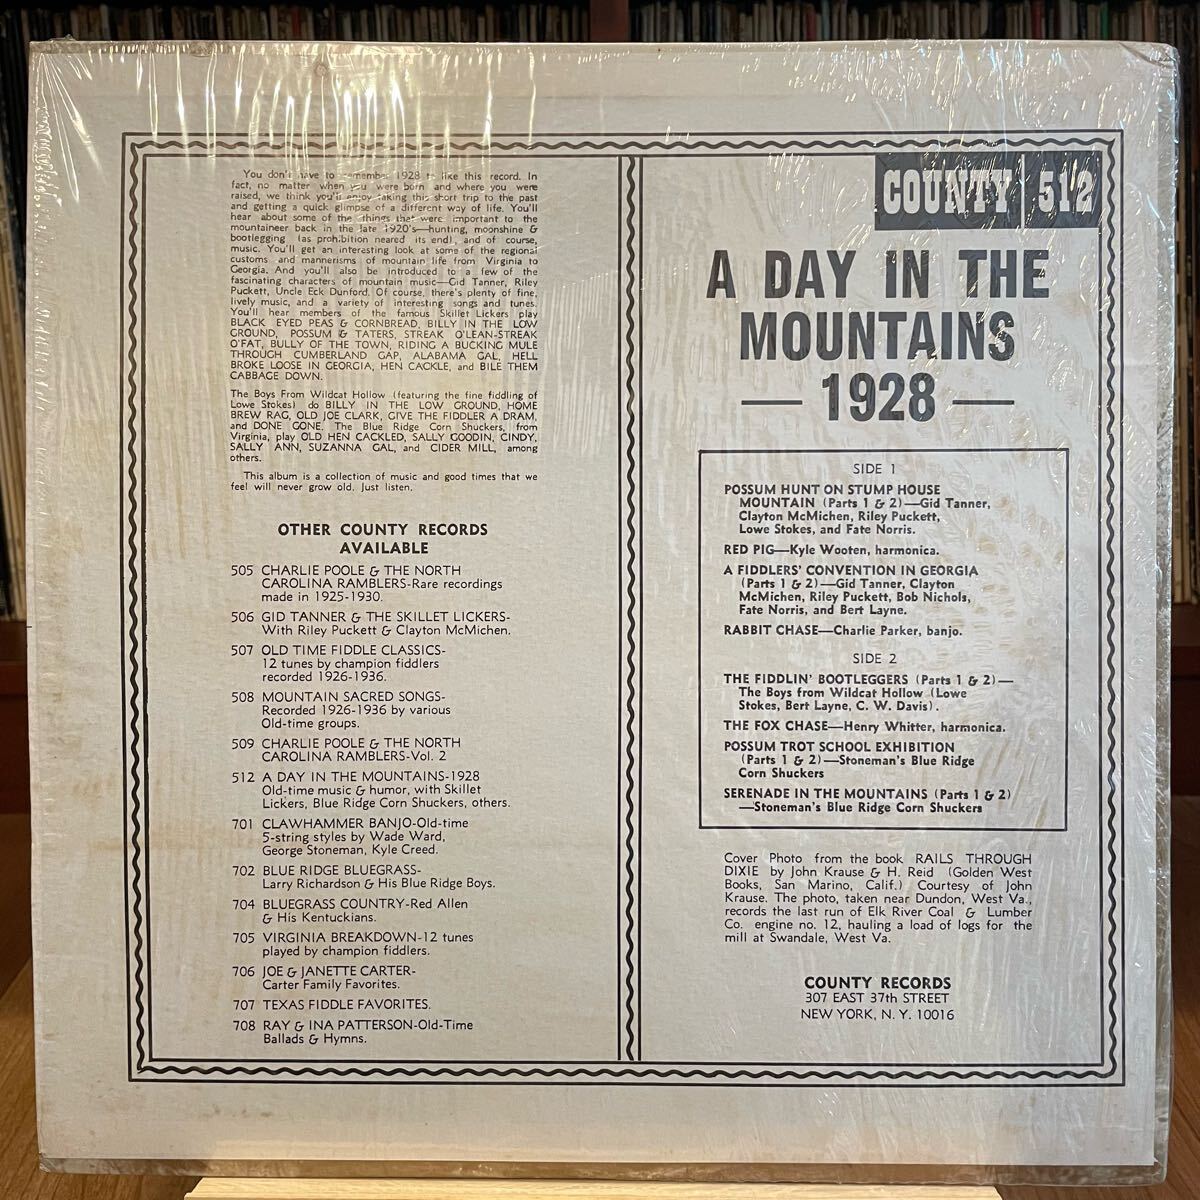 You don't have to remember 1928 to like this record. In
fact, no matter when you were born and where you were
raised, we think you'll enjoy taking this short trip to the past
and getting a quick glimpse of a different way of life. You'll
hear about some of the things that were important to the
mountaineer back in the late 1920's—hunting, moonshine &
bootlegging (as prohibition neared its end), and of course,
music. You'll get an interesting look at some of the regional
customs and mannerisms of mountain life from Virginia to
Georgia. And you'll also be introduced to a few of the
fascinating characters of mountain music—Gid Tanner, Riley
Puckett, Uncle Eck Dunford. Of course, there's plenty of fine,
lively music, and a variety of interesting songs and tunes.
You'll hear members of the famous Skillet Lickers play
BLACK EYED PEAS & CORNBREAD, BILLY IN THE LOW
GROUND, POSSUM & TATERS, STREAK O'LEAN-STREAK
O'FAT, BULLY OF THE TOWN, RIDING A BUCKING MULE
THROUGH CUMBERLAND GAP, ALABAMA GAL, HELL
BROKE LOOSE IN GEORGIA, HEN CACKLE, and BILE THEM
CABBAGE DOWN.
The Boys From Wildcat Hollow (featuring the fine fiddling of
Lowe Stokes) do BILLY IN THE LOW GROUND, HOME
BREW RAG, OLD JOE CLARK, GIVE THE FIDDLER A DRAM,
and DONE GONE. The Blue Ridge Corn Shuckers, from
Virginia, play OLD HEN CACKLED, SALLY GOODIN, CINDY,
SALLY ANN, SUZANNA GAL, and CIDER MILL, among
others.
This album is a collection of music and good times that we
feel will never grow old. Just listen.
OTHER COUNTY RECORDS
AVAILABLE
505 CHARLIE POOLE & THE NORTH
CAROLINA RAMBLERS-Rare recordings
made in 1925-1930.
506 GID TANNER & THE SKILLET LICKERS-
With Riley Puckett & Clayton McMichen.
507 OLD TIME FIDDLE CLASSICS-
12 tunes by champion fiddlers
recorded 1926-1936.
508 MOUNTAIN SACRED SONGS-
Recorded 1926-1936 by various
Old-time groups.
509 CHARLIE POOLE & THE NORTH
CAROLINA RAMBLERS-Vol. 2
512 A DAY IN THE MOUNTAINS-1928
Old-time music & humor, with Skillet
Lickers, Blue Ridge Corn Shuckers, others.
701 CLAWHAMMER BANJO-Old-time
5-string styles by Wade Ward,
George Stoneman, Kyle Creed.
702 BLUE RIDGE BLUEGRASS-
Larry Richardson & His Blue Ridge Boys.
704 BLUEGRASS COUNTRY-Red Allen
& His Kentuckians.
705 VIRGINIA BREAKDOWN-12 tunes
played by champion fiddlers.
706 JOE & JANETTE CARTER-
Carter Family Favorites.
707 TEXAS FIDDLE FAVORITES.
708 RAY & INA PATTERSON-Old-Time
Ballads & Hymns.
COUNTY 512
A DAY IN THE
MOUNTAINS
— 1928 —
SIDE 1
POSSUM HUNT ON STUMP HOUSE
MOUNTAIN (Parts 1 & 2)—Gid Tanner,
Clayton McMichen, Riley Puckett,
Lowe Stokes, and Fate Norris.
RED PIG—Kyle Wooten, harmonica.
A FIDDLERS' CONVENTION IN GEORGIA
(Parts 1 & 2)—Gid Tanner, Clayton
McMichen, Riley Puckett, Bob Nichols,
Fate Norris, and Bert Layne.
RABBIT CHASE—Charlie Parker, banjo.
SIDE 2
THE FIDDLIN' BOOTLEGGERS (Parts 1 & 2)—
The Boys from Wildcat Hollow (Lowe
Stokes, Bert Layne, C. W. Davis).
THE FOX CHASE—Henry Whitter, harmonica.
POSSUM TROT SCHOOL EXHIBITION
(Parts 1 & 2)—Stoneman's Blue Ridge
Corn Shuckers
SERENADE IN THE MOUNTAINS (Parts 1 & 2)
—Stoneman's Blue Ridge Corn Shuckers
Cover Photo from the book RAILS THROUGH
DIXIE by John Krause & H. Reid (Golden West
Books, San Marino, Calif.) Courtesy of John
Krause. The photo, taken near Dundon, West Va.,
records the last run of Elk River Coal & Lumber
Co. engine no. 12, hauling a load of logs for the
mill at Swandale, West Va.
COUNTY RECORDS
307 EAST 37th STREET
NEW YORK, N. Y. 10016